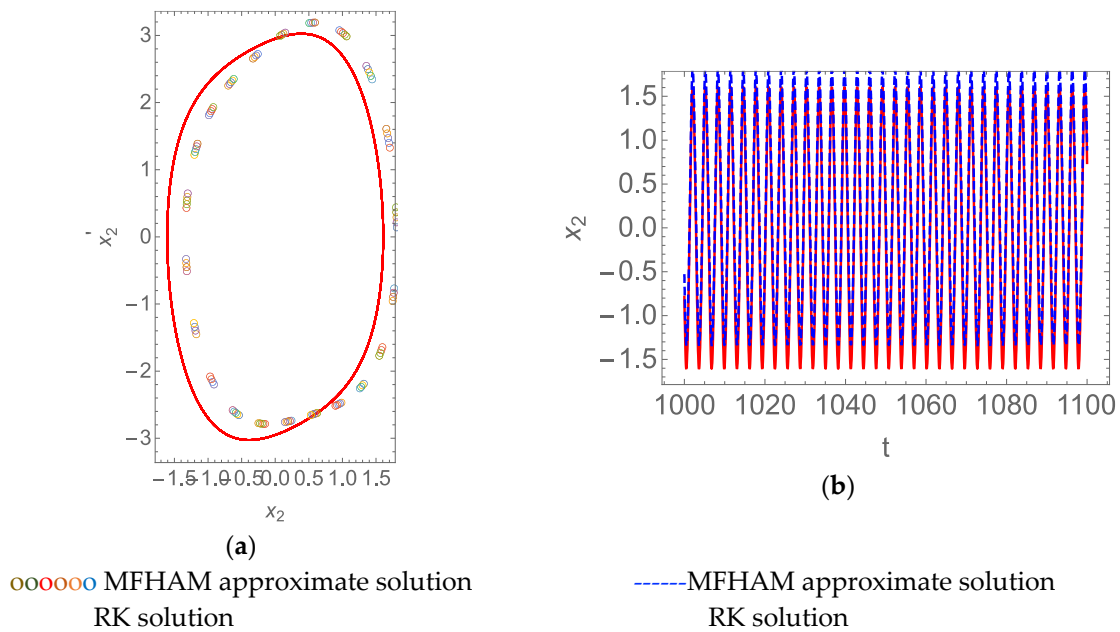 3
2
1
0
−1
−2
−3
x2'
−1.5 −1.0 −0.5 0.0 0.5 1.0 1.5
x2
(a)
1.5
1.0
0.5
0.0
−0.5
−1.0
−1.5
x2
1000 1020 1040 1060 1080 1100
t
(b)
oooooo MFHAM approximate solution
RK solution
------MFHAM approximate solution
RK solution